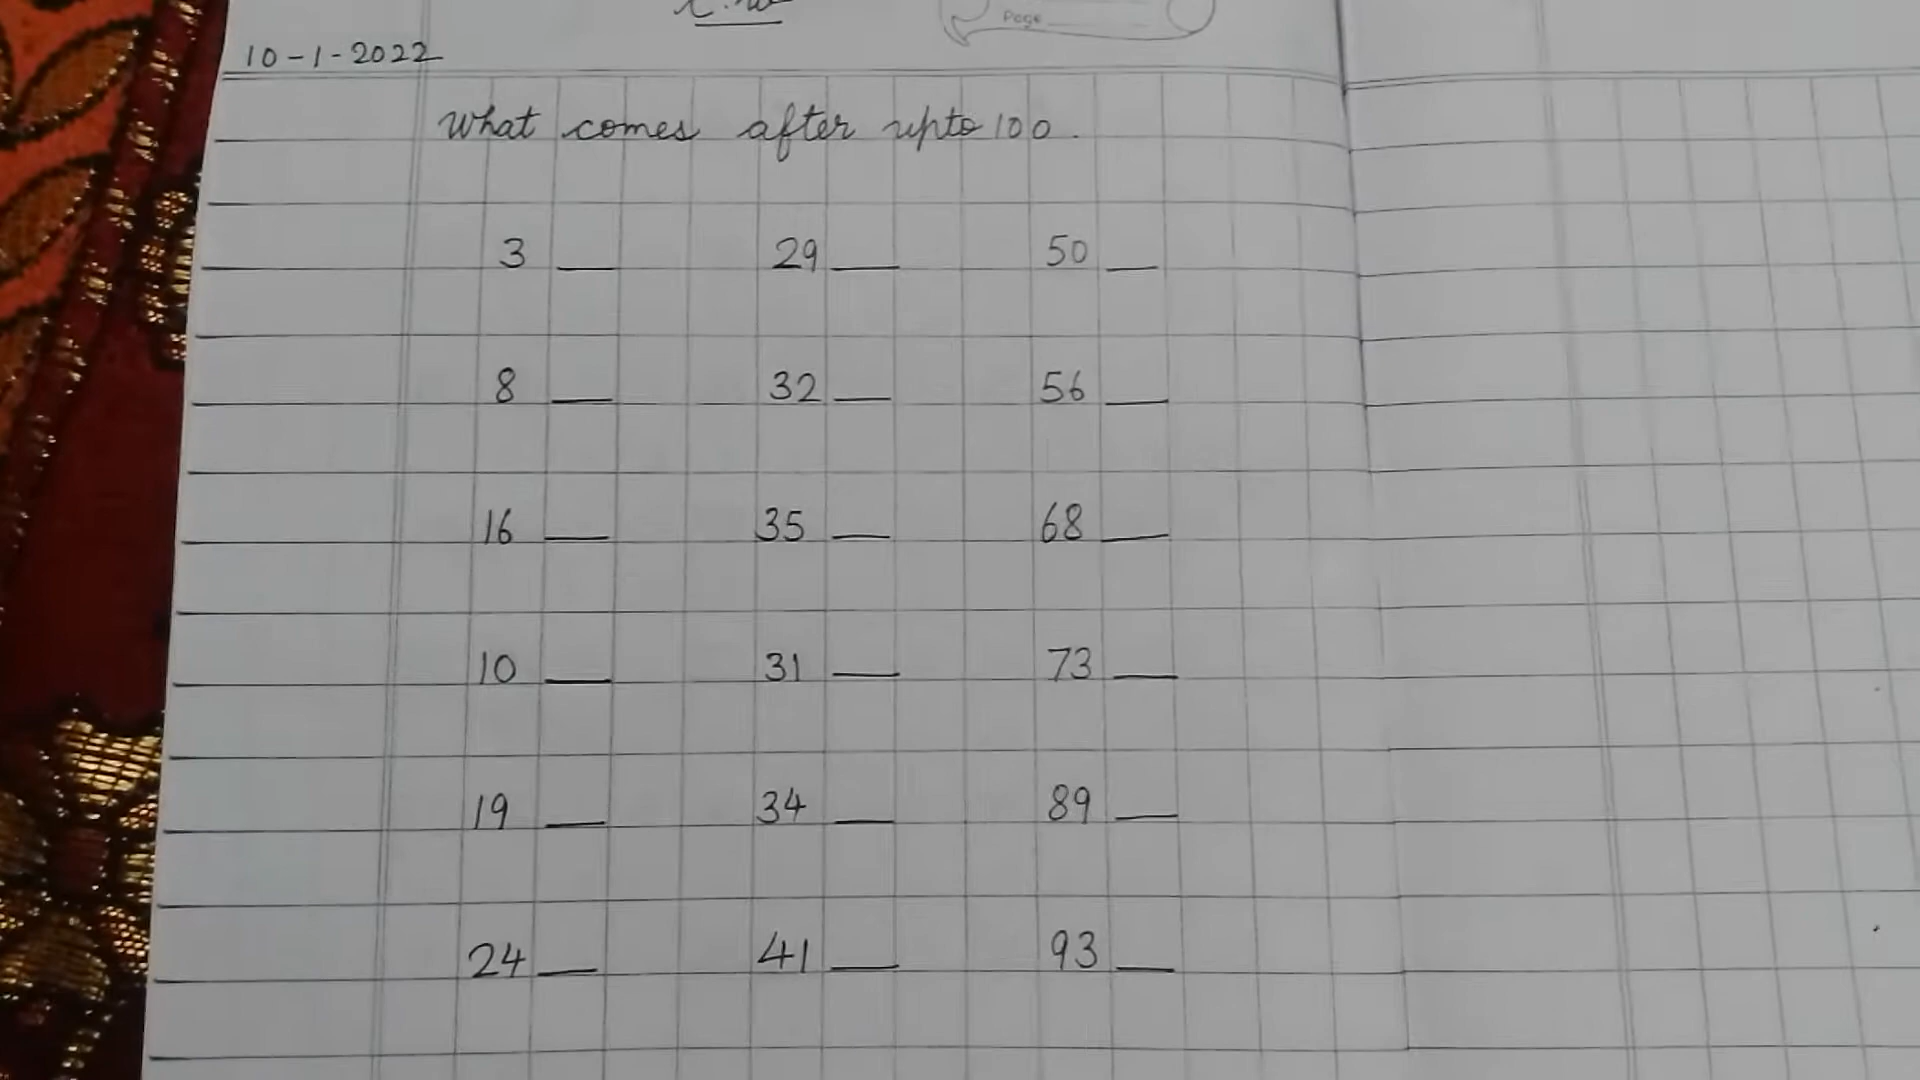 Page
10-1-2022
What comes after upto 100.
3 __ 29 __ 50 __
8 __ 32 __ 56 __
16 __ 35 __ 68 __
10 __ 31 __ 73 __
19 __ 34 __ 89 __
24 __ 41 __ 93 __